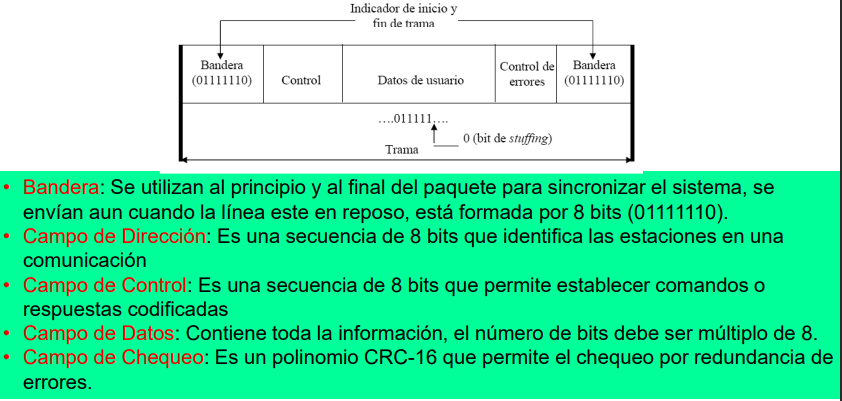 Indicador de inicio y
fin de trama
Bandera
(01111110)
Control
Datos de usuario
Control de
errores
Bandera
(01111110)
....011111....
0 (bit de stuffing)
Trama
• Bandera: Se utilizan al principio y al final del paquete para sincronizar el sistema, se
envían aun cuando la línea este en reposo, está formada por 8 bits (01111110).
• Campo de Dirección: Es una secuencia de 8 bits que identifica las estaciones en una
comunicación
• Campo de Control: Es una secuencia de 8 bits que permite establecer comandos o
respuestas codificadas
• Campo de Datos: Contiene toda la información, el número de bits debe ser múltiplo de 8.
• Campo de Chequeo: Es un polinomio CRC-16 que permite el chequeo por redundancia de
errores.